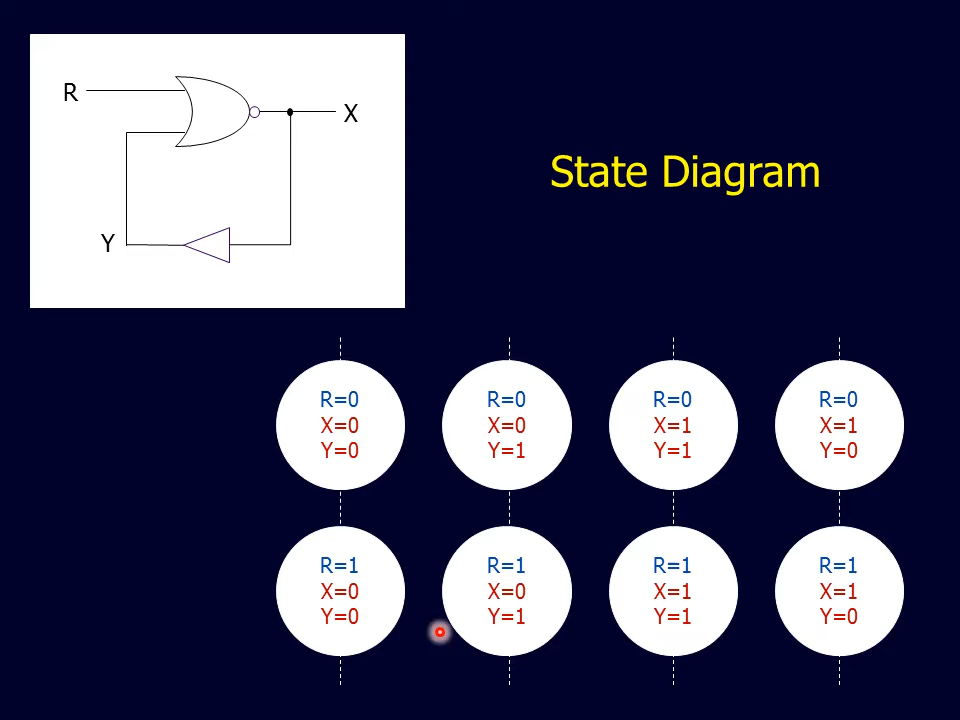 R
X
Y
State Diagram
R=0
X=0
Y=0
R=0
X=0
Y=1
R=0
X=1
Y=1
R=0
X=1
Y=0
R=1
X=0
Y=0
R=1
X=0
Y=1
R=1
X=1
Y=1
R=1
X=1
Y=0